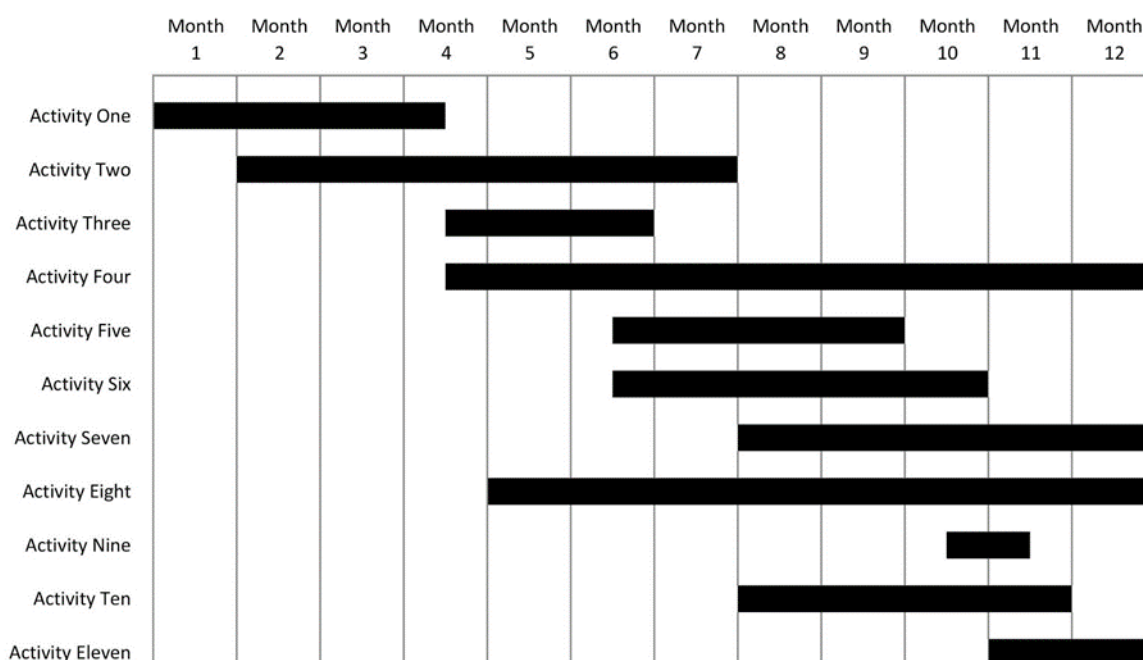 Month Month Month Month Month Month Month Month Month Month Month Month
1 2 3 4 5 6 7 8 9 10 11 12
Activity One
Activity Two
Activity Three
Activity Four
Activity Five
Activity Six
Activity Seven
Activity Eight
Activity Nine
Activity Ten
Activity Eleven